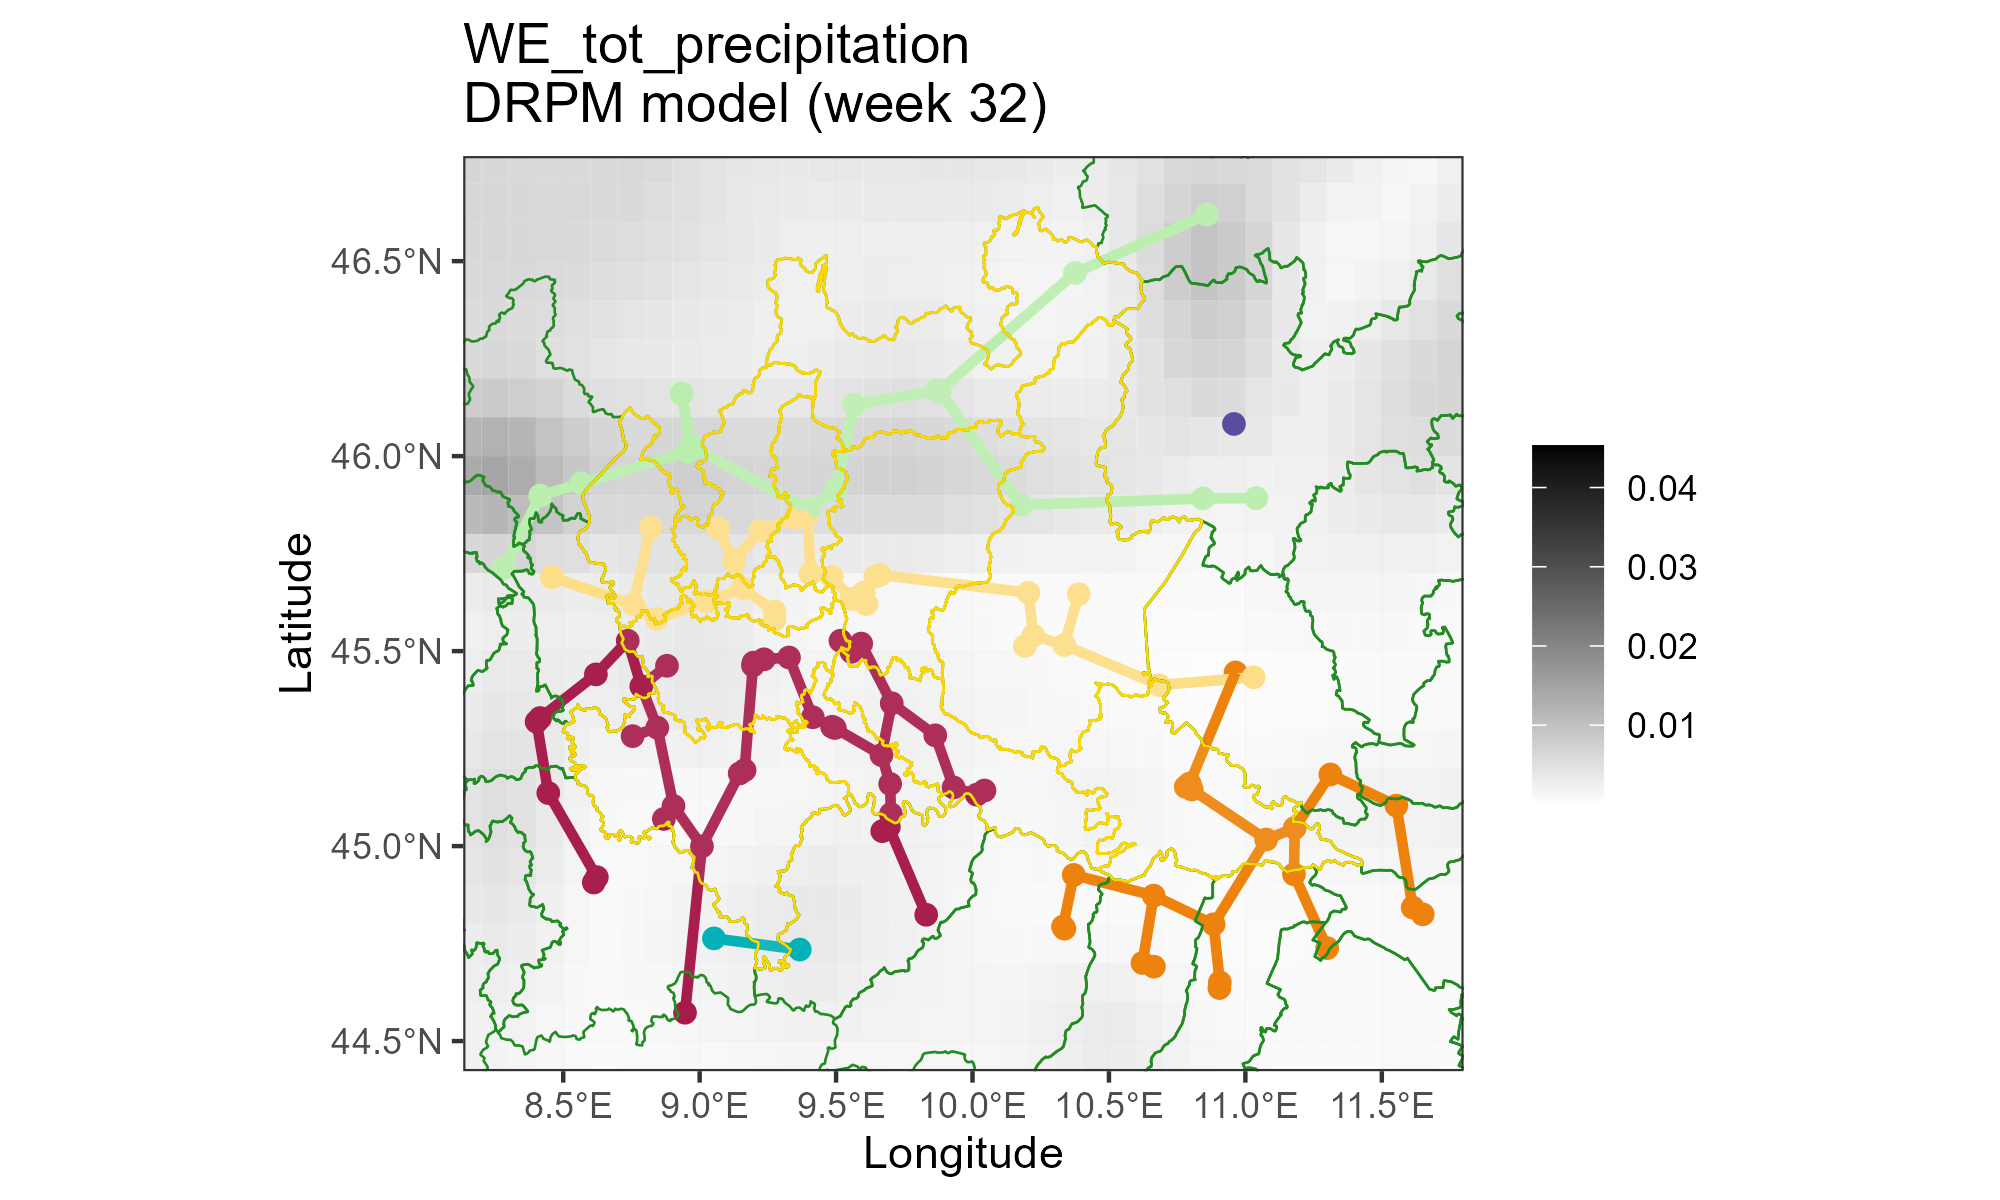 WE_tot_precipitation
DRPM model (week 32)
46.5°N
46.0°N
45.5°N
45.0°N
44.5°N
Latitude
8.5°E 9.0°E 9.5°E 10.0°E 10.5°E 11.0°E 11.5°E
Longitude
0.04
0.03
0.02
0.01